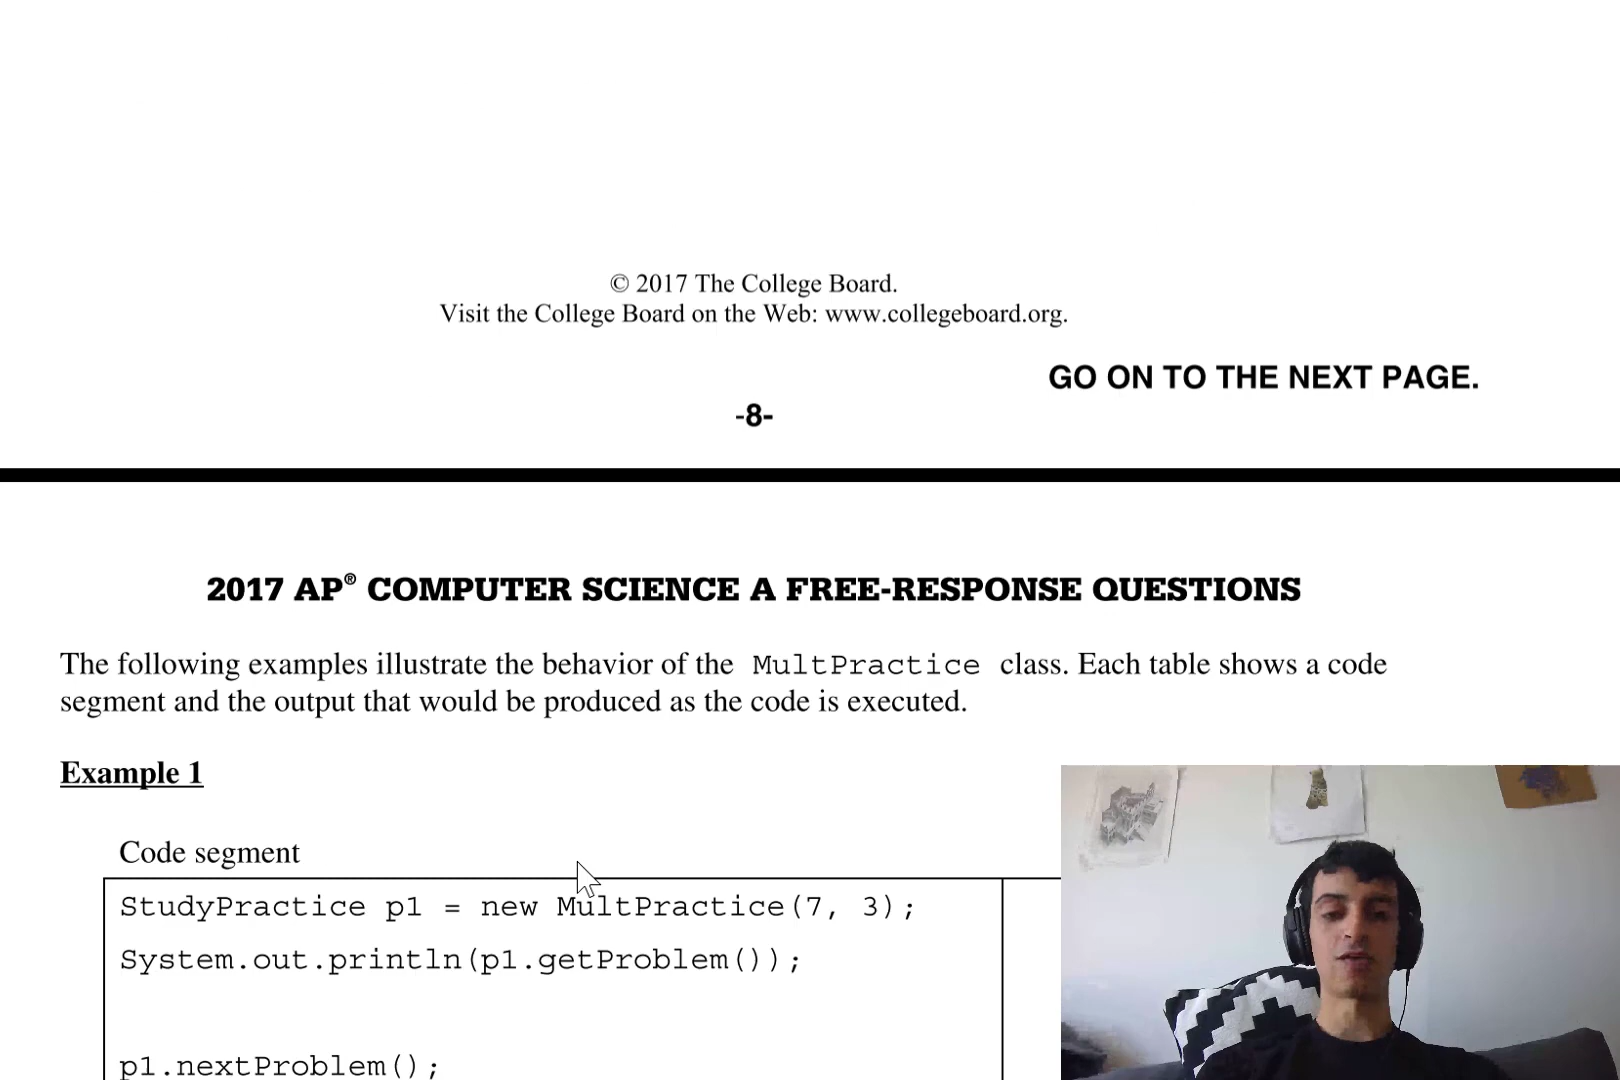 © 2017 The College Board.
Visit the College Board on the Web: www.collegeboard.org.
GO ON TO THE NEXT PAGE.
-8-
2017 AP® COMPUTER SCIENCE A FREE-RESPONSE QUESTIONS
The following examples illustrate the behavior of the MultPractice class. Each table shows a code
segment and the output that would be produced as the code is executed.
Example 1
Code segment
StudyPractice p1 = new MultPractice(7, 3);
System.out.println(p1.getProblem());
p1.nextProblem();